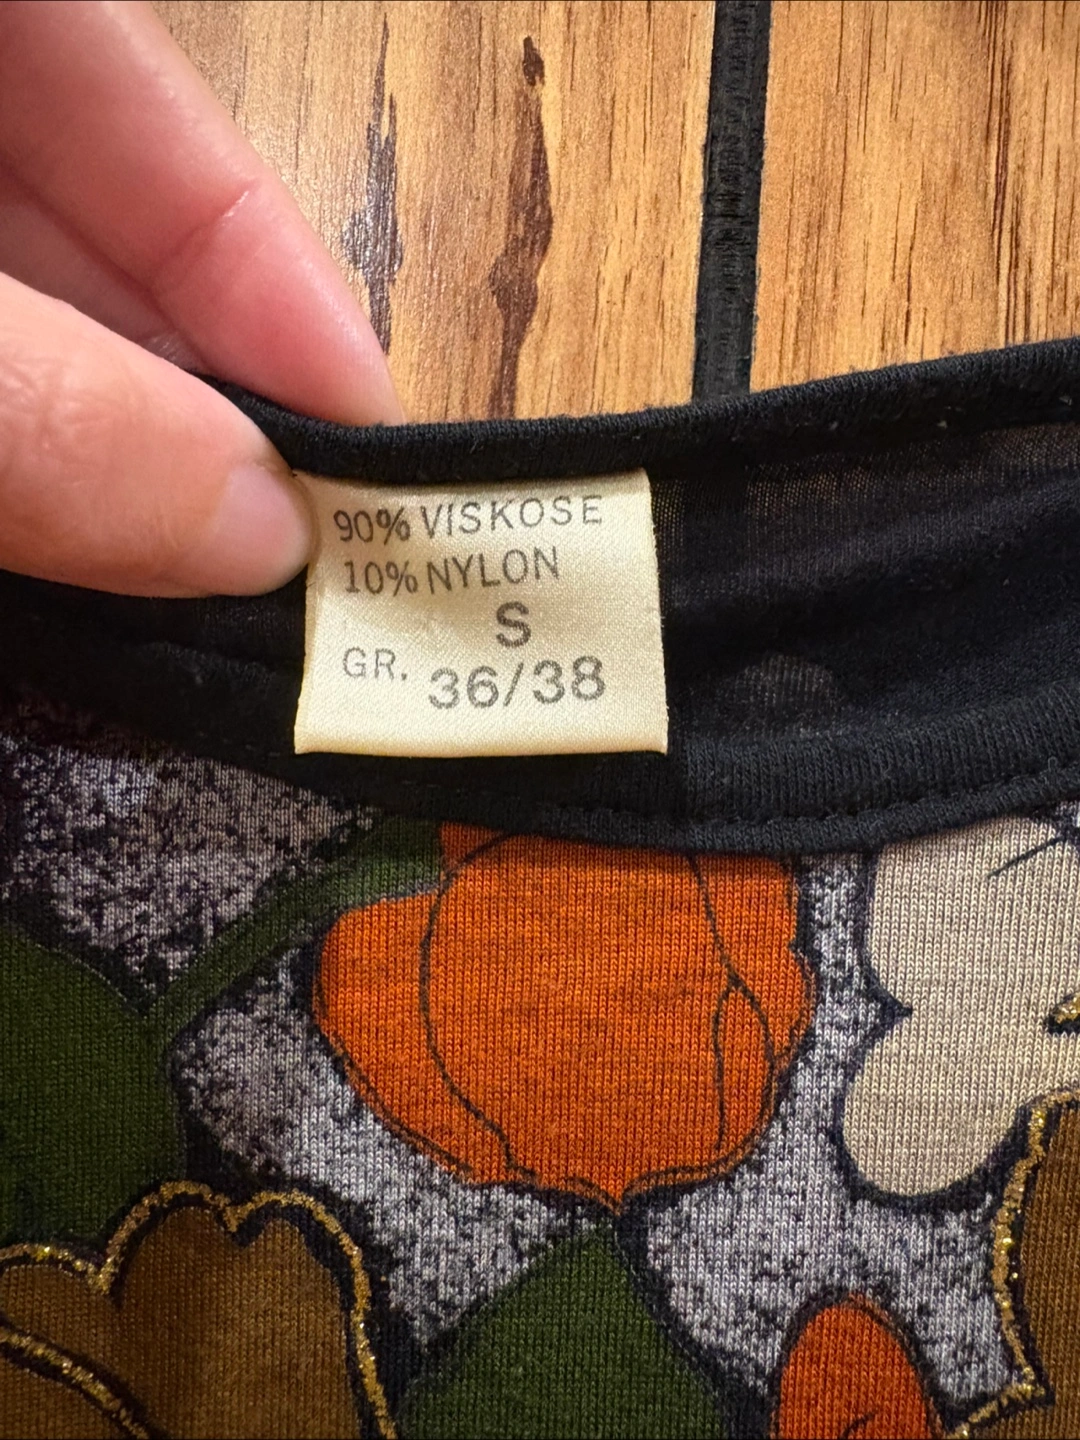 90% VISKOSE
10% NYLON
S
GR. 36/38